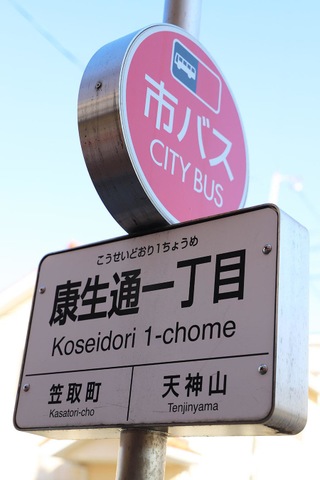 市バス
CITY BUS
こうせいどおり1ちょうめ
康生通一丁目
Koseidori 1-chome
笠取町
Kasatori-cho
天神山
Tenjinyama